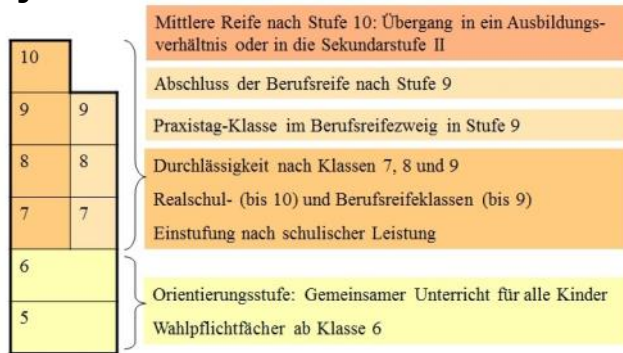 Mittlere Reife nach Stufe 10: Übergang in ein Ausbildungs-
verhältnis oder in die Sekundarstufe II
10
Abschluss der Berufsreife nach Stufe 9
9 9
Praxistag-Klasse im Berufsreifezweig in Stufe 9
8 8
Durchlässigkeit nach Klassen 7, 8 und 9
Realschul- (bis 10) und Berufsreifeklassen (bis 9)
7 7
Einstufung nach schulischer Leistung
6
Orientierungsstufe: Gemeinsamer Unterricht für alle Kinder
5
Wahlpflichtfächer ab Klasse 6